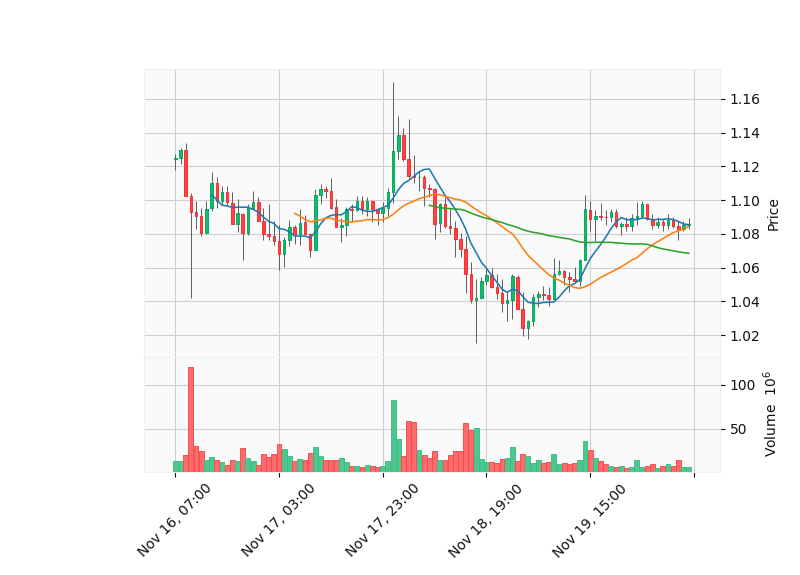 1.16
1.14
1.12
1.10
1.08
1.06
1.04
1.02
Price
100
50
Volume 10^6
Nov 16, 07:00
Nov 17, 03:00
Nov 17, 23:00
Nov 18, 19:00
Nov 19, 15:00